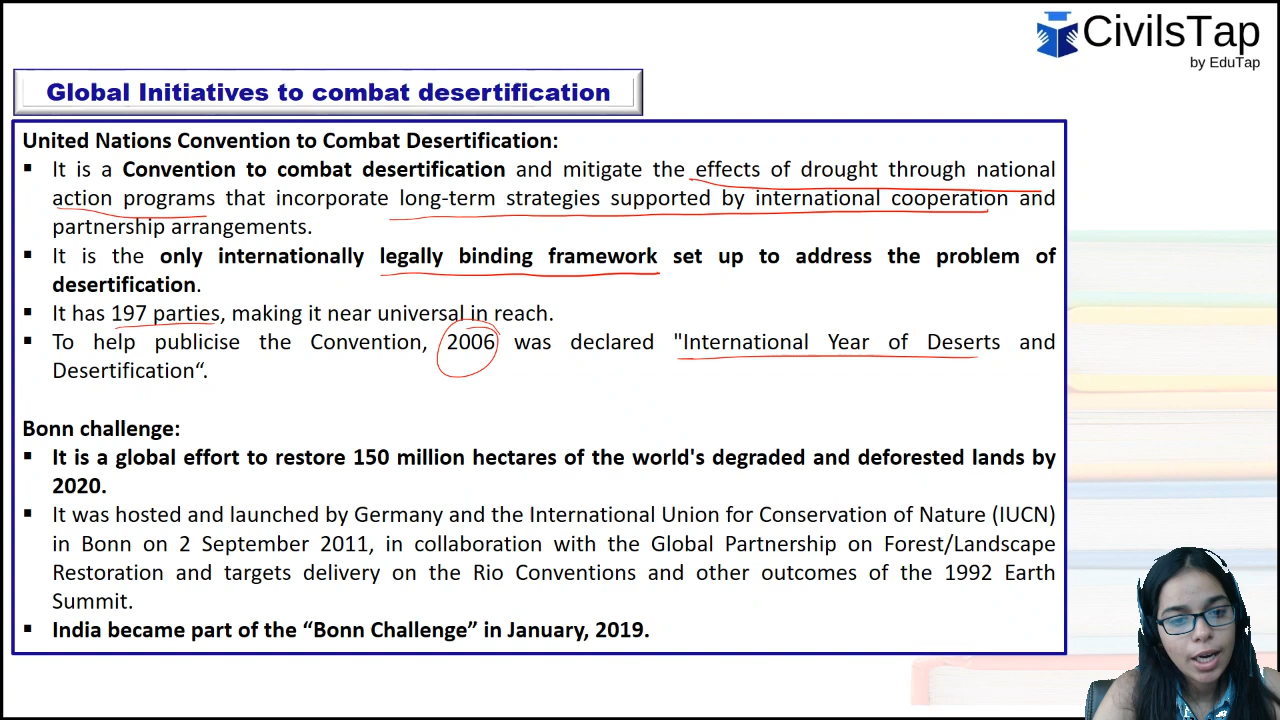 CivilsTap
by EduTap
Global Initiatives to combat desertification
United Nations Convention to Combat Desertification:
▪ It is a Convention to combat desertification and mitigate the effects of drought through national
action programs that incorporate long-term strategies supported by international cooperation and
partnership arrangements.
▪ It is the only internationally legally binding framework set up to address the problem of
desertification.
▪ It has 197 parties, making it near universal in reach.
▪ To help publicise the Convention, 2006 was declared "International Year of Deserts and
Desertification“.
Bonn challenge:
▪ It is a global effort to restore 150 million hectares of the world's degraded and deforested lands by
2020.
▪ It was hosted and launched by Germany and the International Union for Conservation of Nature (IUCN)
in Bonn on 2 September 2011, in collaboration with the Global Partnership on Forest/Landscape
Restoration and targets delivery on the Rio Conventions and other outcomes of the 1992 Earth
Summit.
▪ India became part of the “Bonn Challenge” in January, 2019.